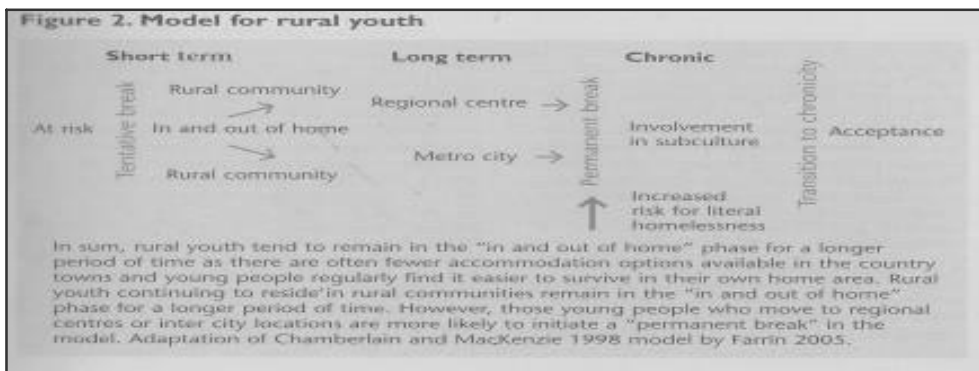 Figure 2. Model for rural youth
Short term Long term Chronic
At risk
Tentative break
Rural community
In and out of home
Rural community
Regional centre
Metro city
Permanent break
Involvement
in subculture
Increased
risk for literal
homelessness
Transition to chronicity
Acceptance
In sum, rural youth tend to remain in the "in and out of home" phase for a longer
period of time as there are often fewer accommodation options available in the country
towns and young people regularly find it easier to survive in their own home area. Rural
youth continuing to reside in rural communities remain in the "in and out of home"
phase for a longer period of time. However, those young people who move to regional
centres or inter city locations are more likely to initiate a "permanent break" in the
model. Adaptation of Chamberlain and MacKenzie 1998 model by Farrin 2005.